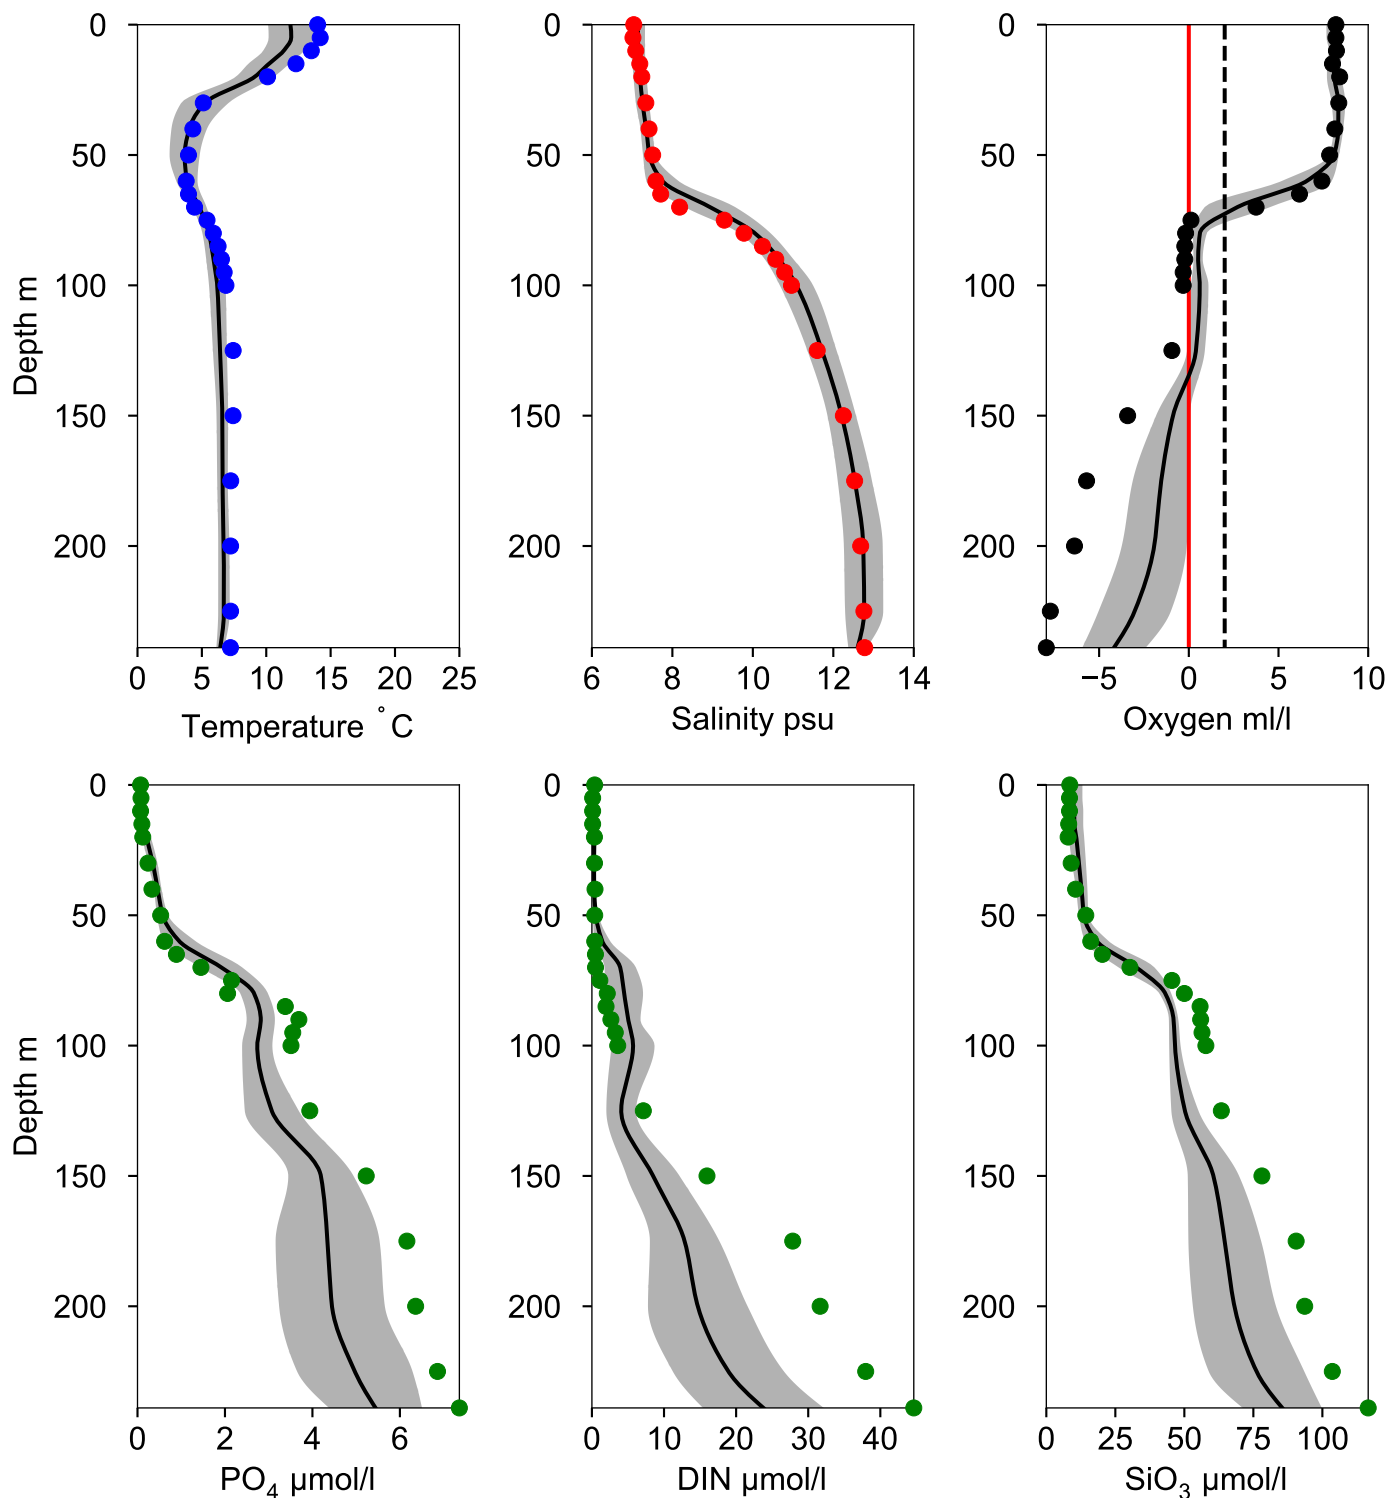 0
50
100
150
200
Depth m
0 5 10 15 20 25
Temperature °C
0
50
100
150
200
6 8 10 12 14
Salinity psu
0
50
100
150
200
−5 0 5 10
Oxygen ml/l
0
50
100
150
200
Depth m
0 2 4 6
PO₄ µmol/l
0
50
100
150
200
0 10 20 30 40
DIN µmol/l
0
50
100
150
200
0 25 50 75 100
SiO₃ µmol/l